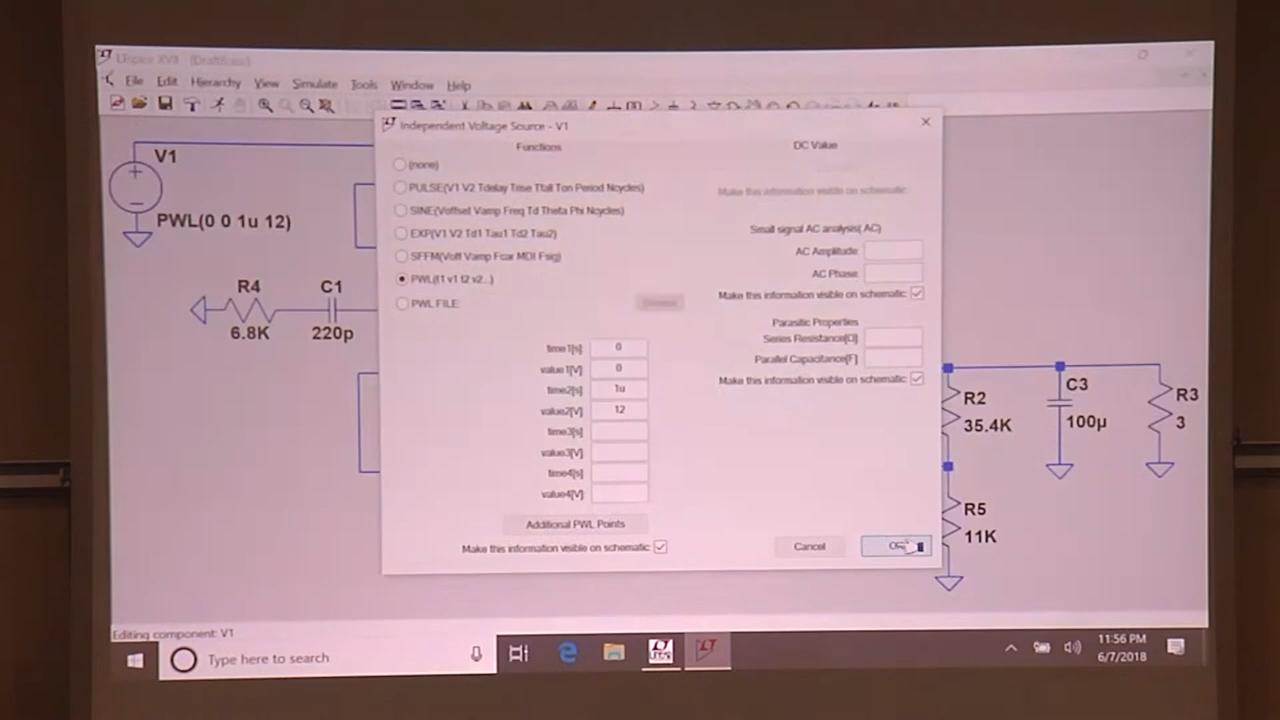 LTspice XVII
File Edit Hierarchy View Simulate Tools Window Help
V1
PWL(0 0 1u 12)
R4
6.8K
C1
220p
Independent Voltage Source - V1
Functions
(none)
PULSE(V1 V2 Tdelay Trise Tfall Ton Period Ncycles)
SINE(Voffset Vamp Freq Td Theta Phi Ncycles)
EXP(V1 V2 Td1 Tau1 Td2 Tau2)
SFFM(Voff Vamp Fcar MDI Fsig)
PWL(t1 v1 t2 v2...)
PWL FILE:
Browse
time1[s]: 0
value1[V]: 0
time2[s]: 1u
value2[V]: 12
time3[s]:
value3[V]:
time4[s]:
value4[V]:
Additional PWL Points
Make this information visible on schematic:
DC Value
Make this information visible on schematic:
Small signal AC analysis(.AC)
AC Amplitude:
AC Phase:
Make this information visible on schematic:
Parasitic Properties
Series Resistance[Ω]:
Parallel Capacitance[F]:
Make this information visible on schematic:
Cancel
R2
35.4K
C3
100µ
R3
3
R5
11K
Editing component: V1
Type here to search
11:56 PM
6/7/2018